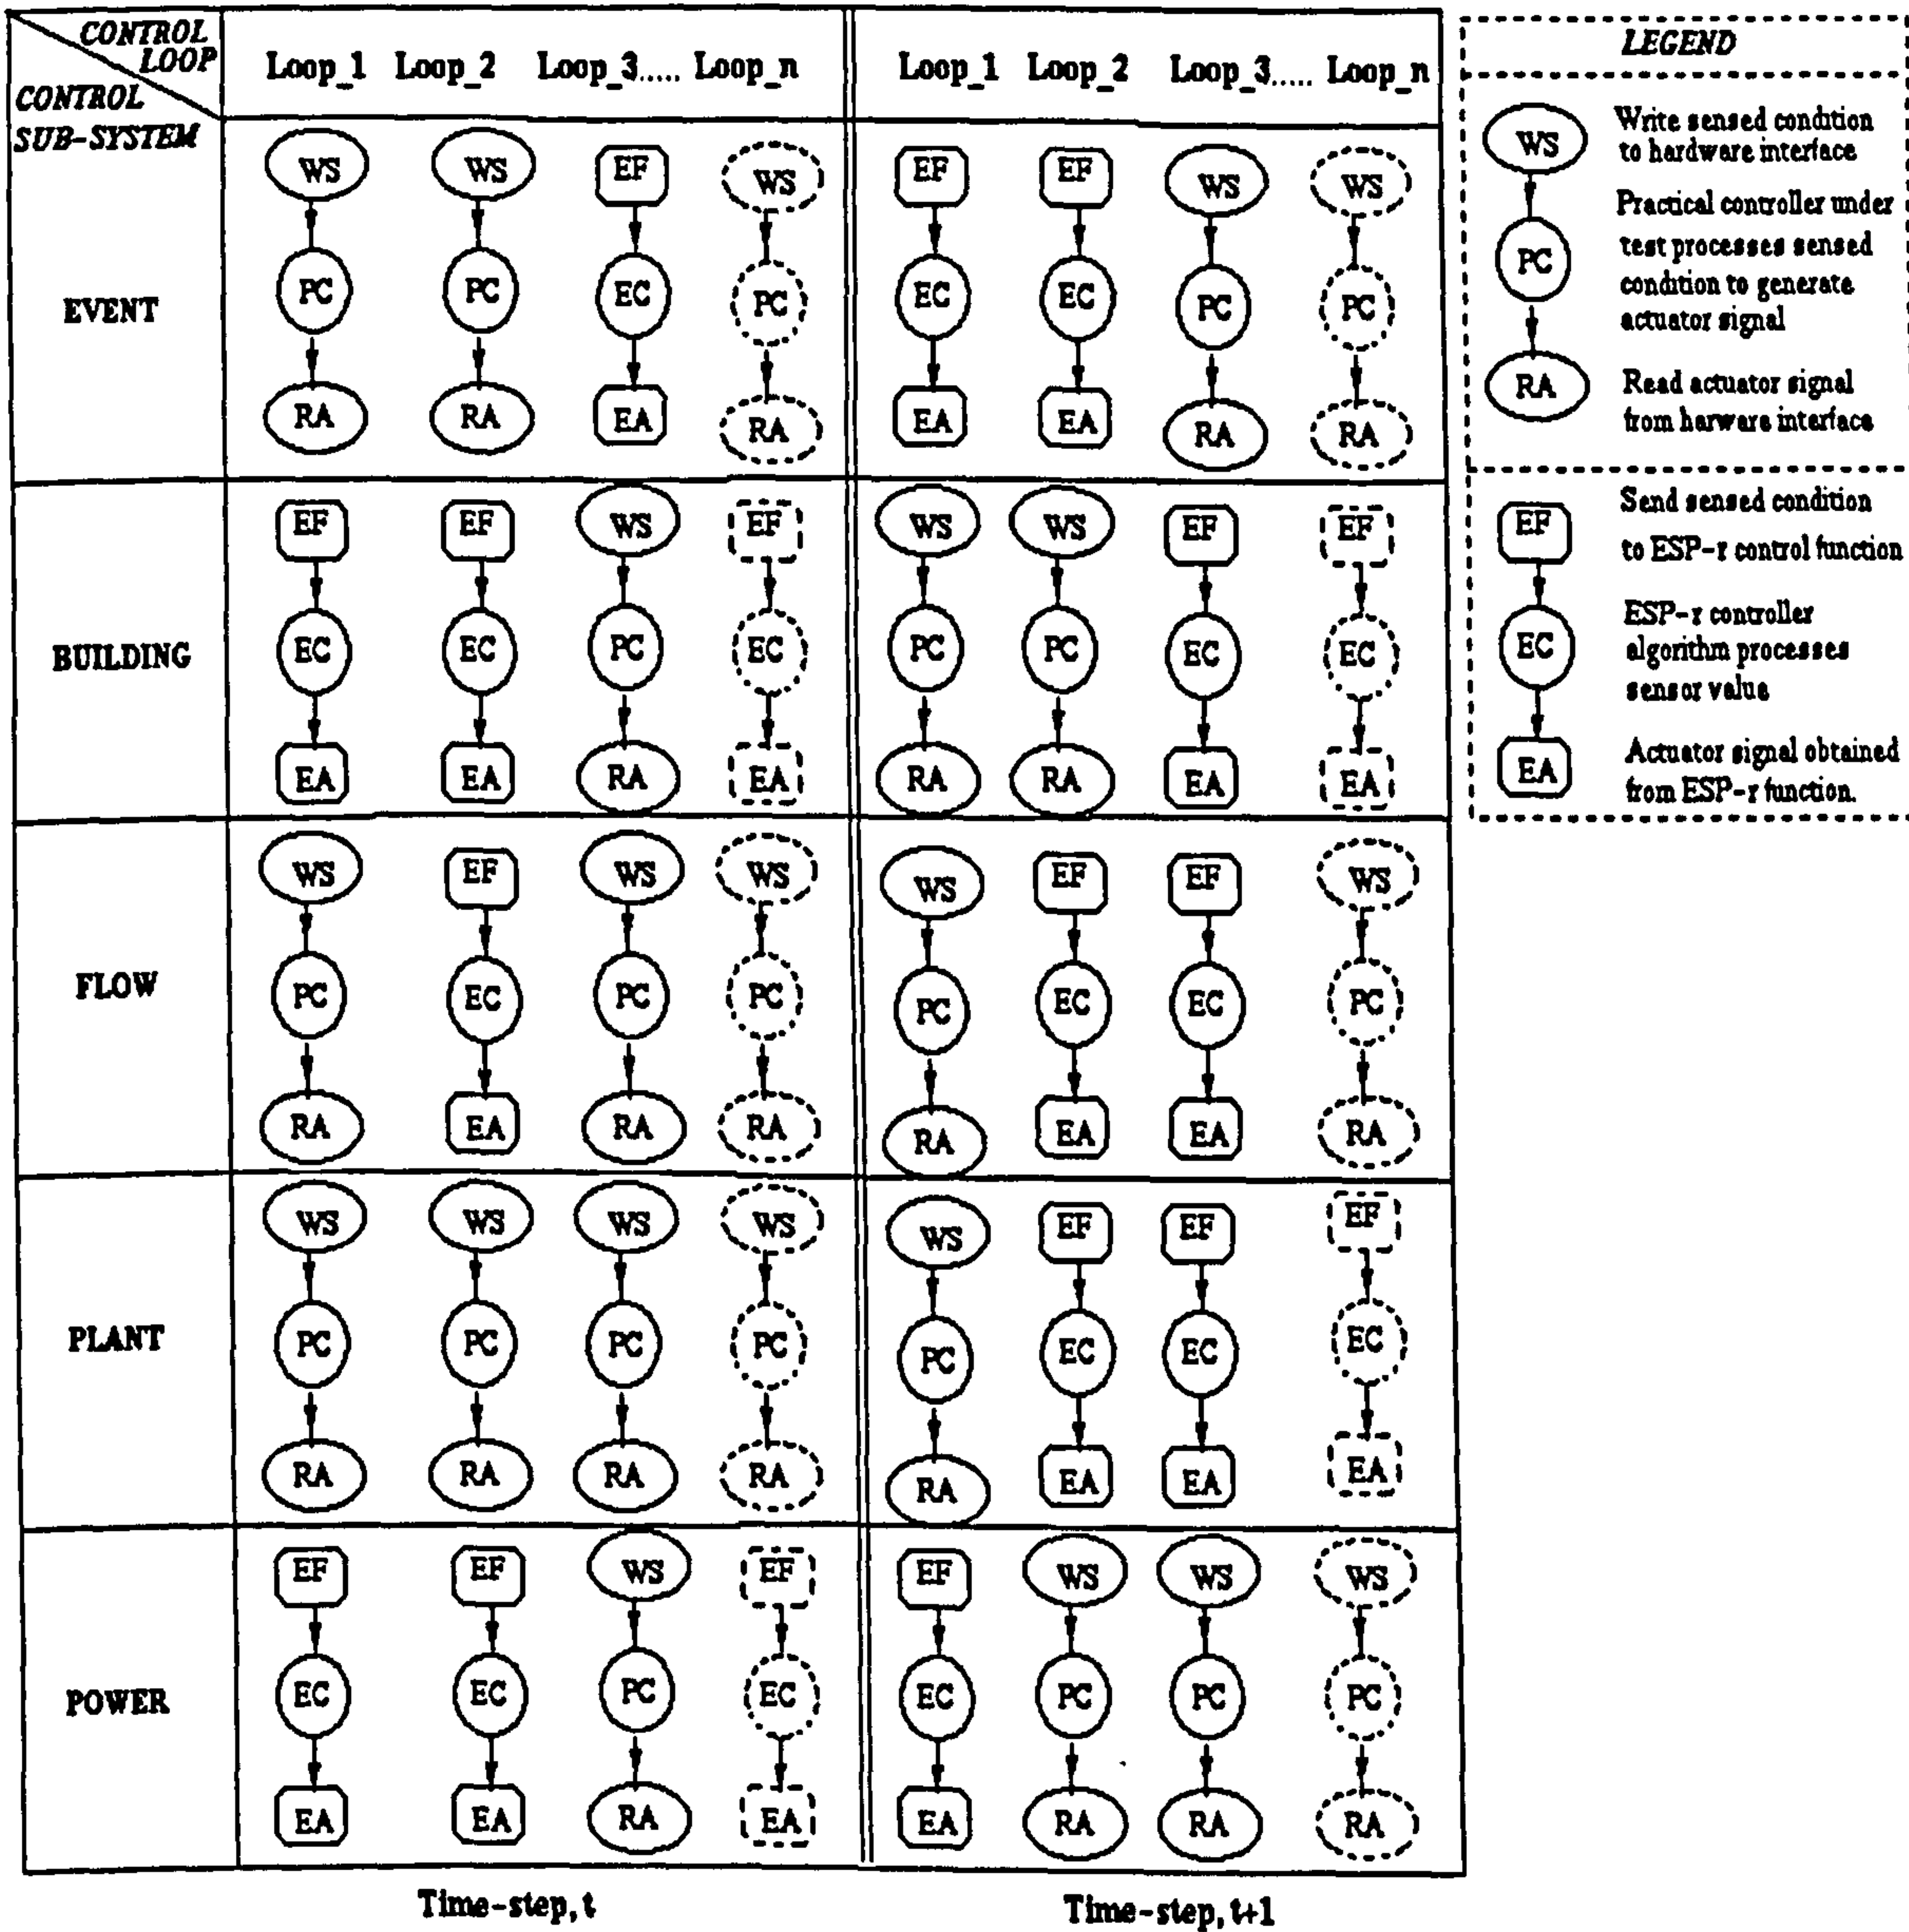 CONTROL LOOP
CONTROL SUB-SYSTEM
Loop_1 Loop_2 Loop_3..... Loop_n Loop_1 Loop_2 Loop_3..... Loop_n
EVENT
WS WS EF WS EF EF WS WS
PC PC EC PC EC EC PC PC
RA RA EA RA EA EA RA RA
BUILDING
EF EF WS EF WS WS EF EF
EC EC PC EC PC PC EC EC
EA EA RA EA RA RA EA EA
FLOW
WS EF WS WS WS EF EF WS
PC EC PC PC PC EC EC PC
RA EA RA RA RA EA EA RA
PLANT
WS WS WS WS WS EF EF EF
PC PC PC PC PC EC EC EC
RA RA RA RA RA EA EA EA
POWER
EF EF WS EF EF WS WS WS
EC EC PC EC EC PC PC PC
EA EA RA EA EA RA RA RA
Time-step, t Time-step, t+1
LEGEND
WS Write sensed condition
to hardware interface
PC Practical controller under
test processes sensed
condition to generate
actuator signal
RA Read actuator signal
from harware interface
EF Send sensed condition
to ESP-r control function
EC ESP-r controller
algorithm processes
sensor value
EA Actuator signal obtained
from ESP-r function.